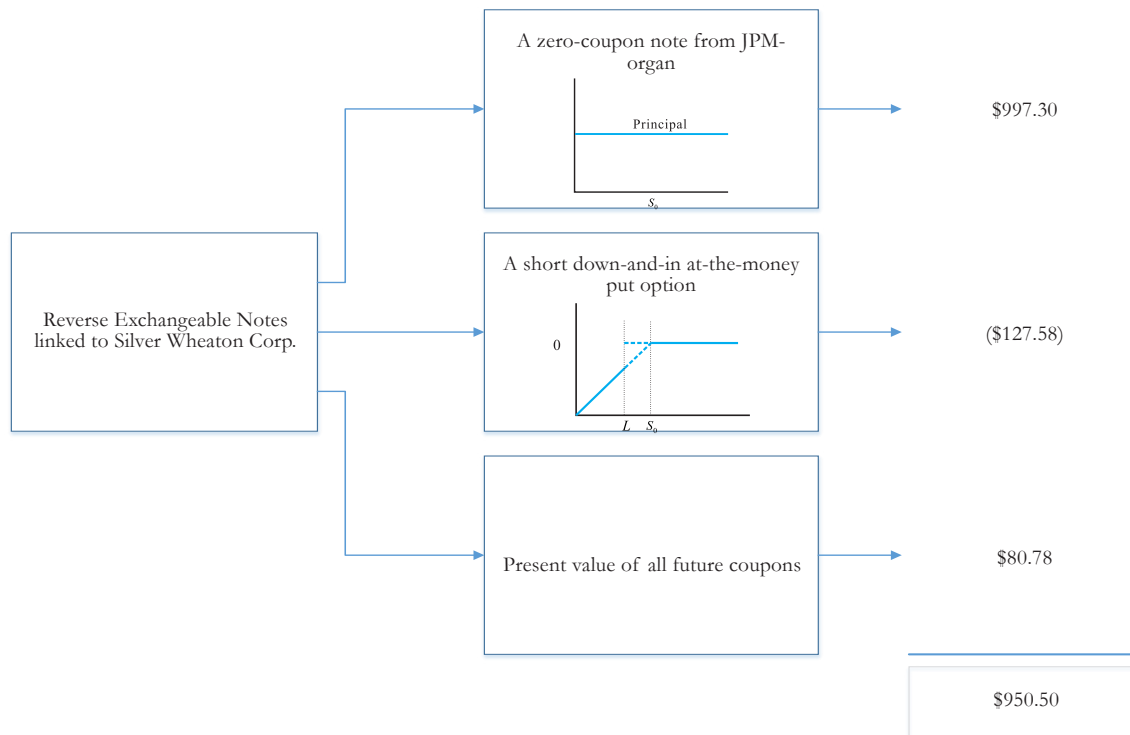 A zero-coupon note from JPM-
organ
Principal
S₀
$997.30
Reverse Exchangeable Notes
linked to Silver Wheaton Corp.
A short down-and-in at-the-money
put option
0
L S₀
($127.58)
Present value of all future coupons
$80.78
$950.50